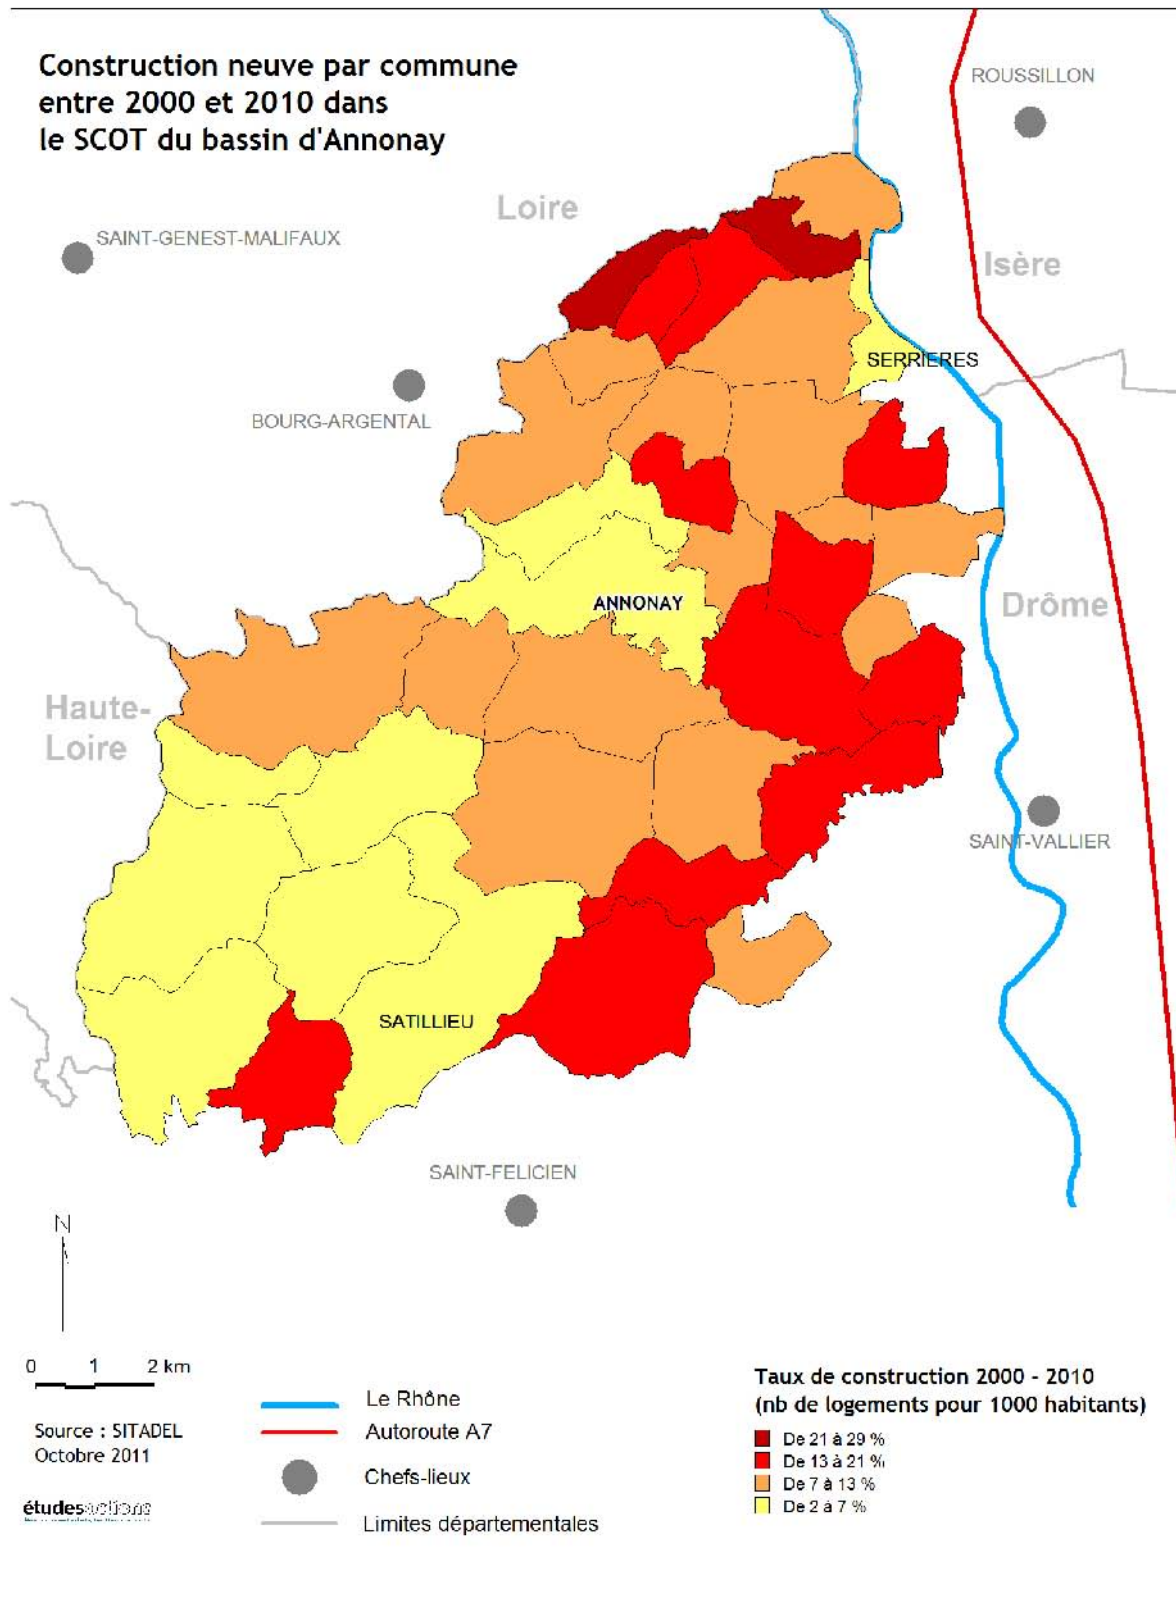 Construction neuve par commune
entre 2000 et 2010 dans
le SCOT du bassin d'Annonay
ROUSSILLON
Loire
SAINT-GENEST-MALIFAUX
Isère
SERRIERES
BOURG-ARGENTAL
ANNONAY
Drôme
Haute-
Loire
SAINT-VALLIER
SATILLIEU
SAINT-FELICIEN
N
0 1 2 km
Source : SITADEL
Octobre 2011
étudesactions
Le Rhône
Autoroute A7
Chefs-lieux
Limites départementales
Taux de construction 2000 - 2010
(nb de logements pour 1000 habitants)
De 21 à 29 %
De 13 à 21 %
De 7 à 13 %
De 2 à 7 %